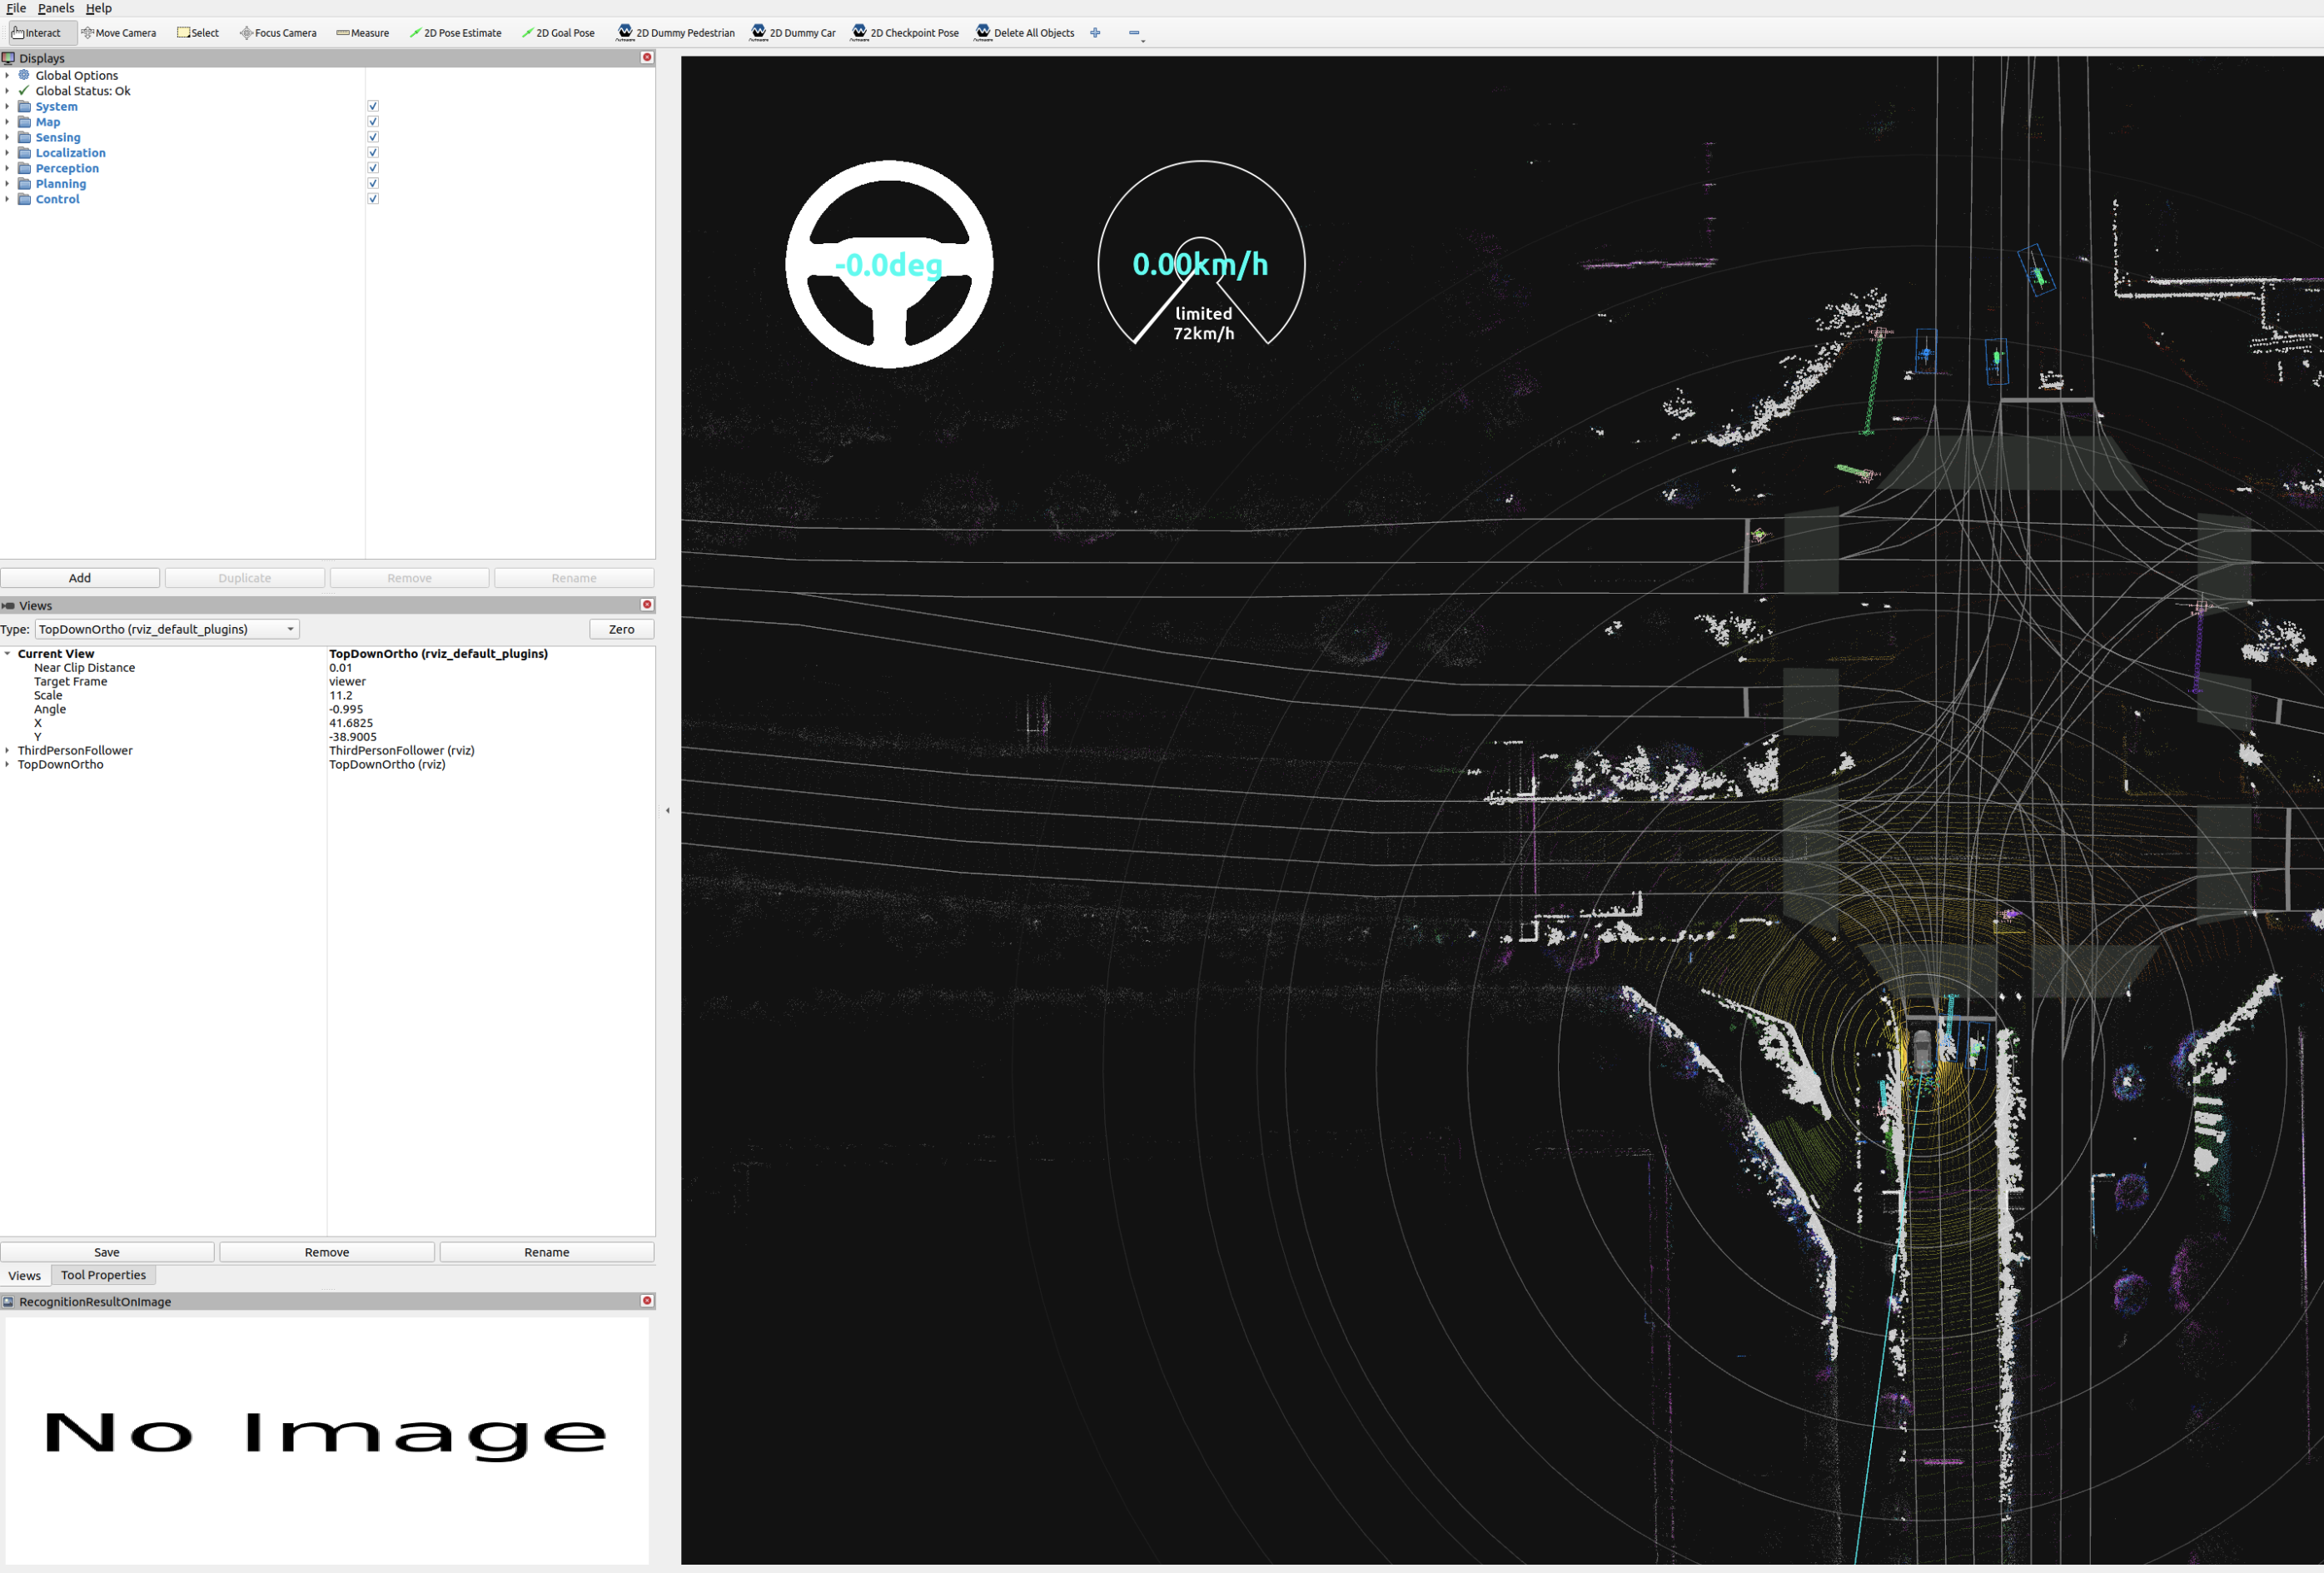 File Panels Help
Interact Move Camera Select Focus Camera Measure 2D Pose Estimate 2D Goal Pose 2D Dummy Pedestrian 2D Dummy Car 2D Checkpoint Pose Delete All Objects
Displays
Global Options
Global Status: Ok
System
Map
Sensing
Localization
Perception
Planning
Control
Add Duplicate Remove Rename
Views
Type: TopDownOrtho (rviz_default_plugins) Zero
Current View TopDownOrtho (rviz_default_plugins)
Near Clip Distance 0.01
Target Frame viewer
Scale 11.2
Angle -0.995
X 41.6825
Y -38.9005
ThirdPersonFollower ThirdPersonFollower (rviz)
TopDownOrtho TopDownOrtho (rviz)
Save Remove Rename
Views Tool Properties
RecognitionResultOnImage
No Image
-0.0deg
0.00km/h
limited
72km/h